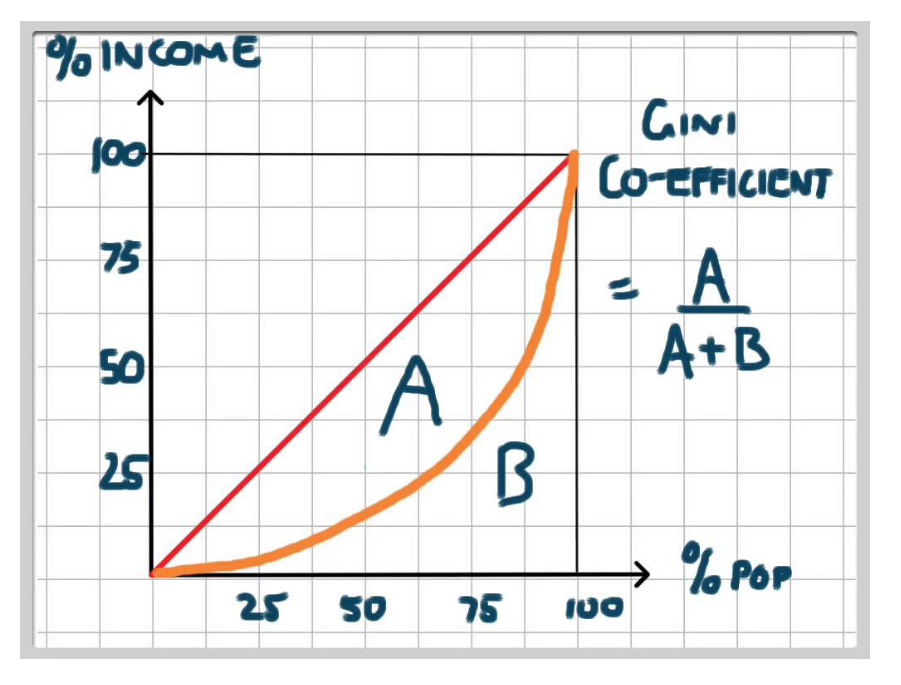 % INCOME
100
75
50
25
A
B
25 50 75 100
% POP
GINI
CO-EFFICIENT
= A
A+B